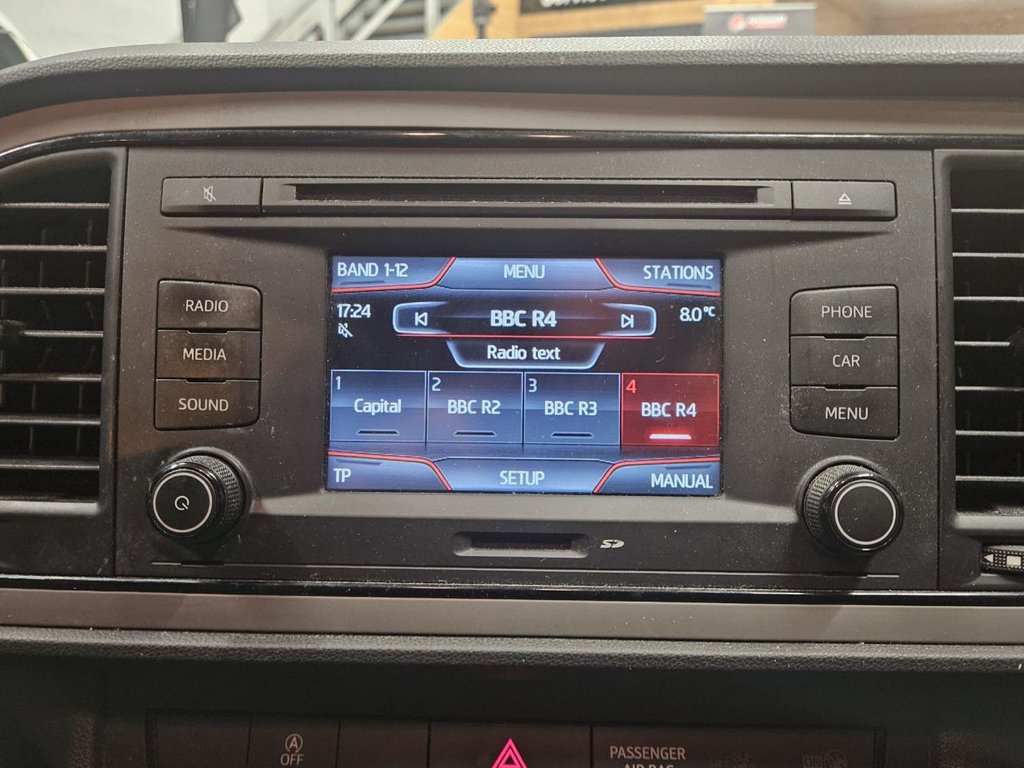 BAND 1-12 MENU STATIONS
17:24 BBC R4 8.0°C
Radio text
1 2 3 4
Capital BBC R2 BBC R3 BBC R4
TP SETUP MANUAL
RADIO
MEDIA
SOUND
PHONE
CAR
MENU
SD
A
OFF
PASSENGER
AIR BAG